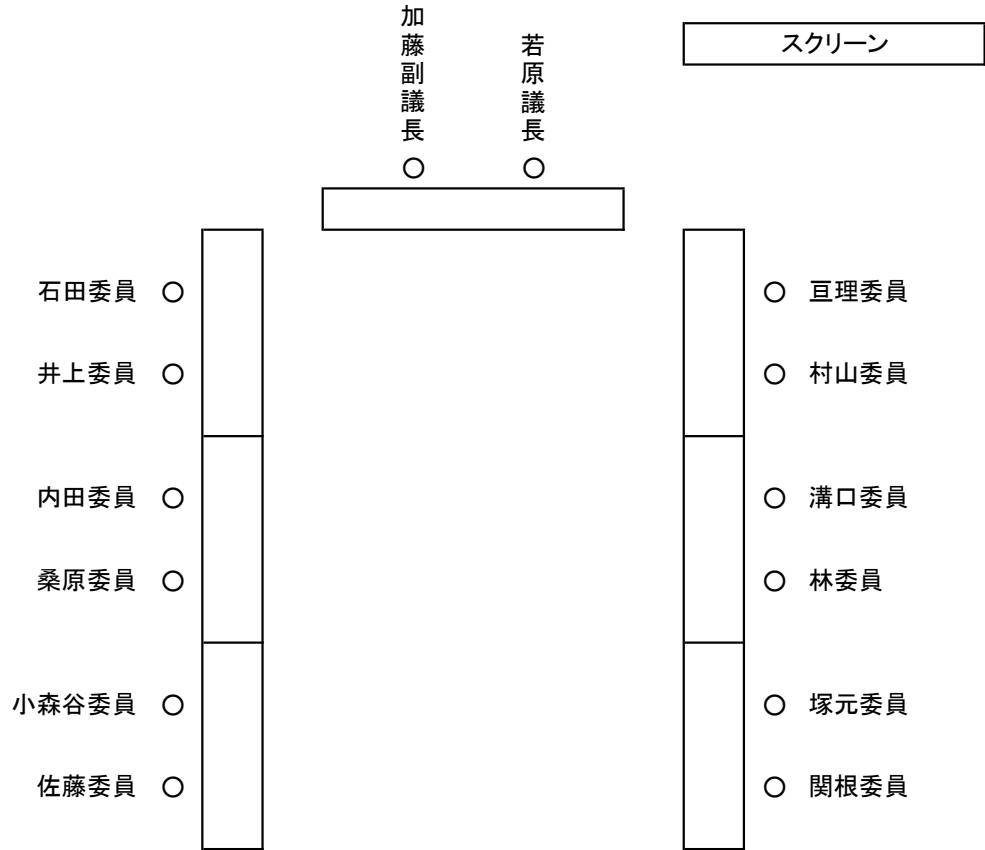 加藤副議長
若原議長
スクリーン
石田委員
亘理委員
井上委員
村山委員
内田委員
溝口委員
桑原委員
林委員
小森谷委員
塚元委員
佐藤委員
関根委員